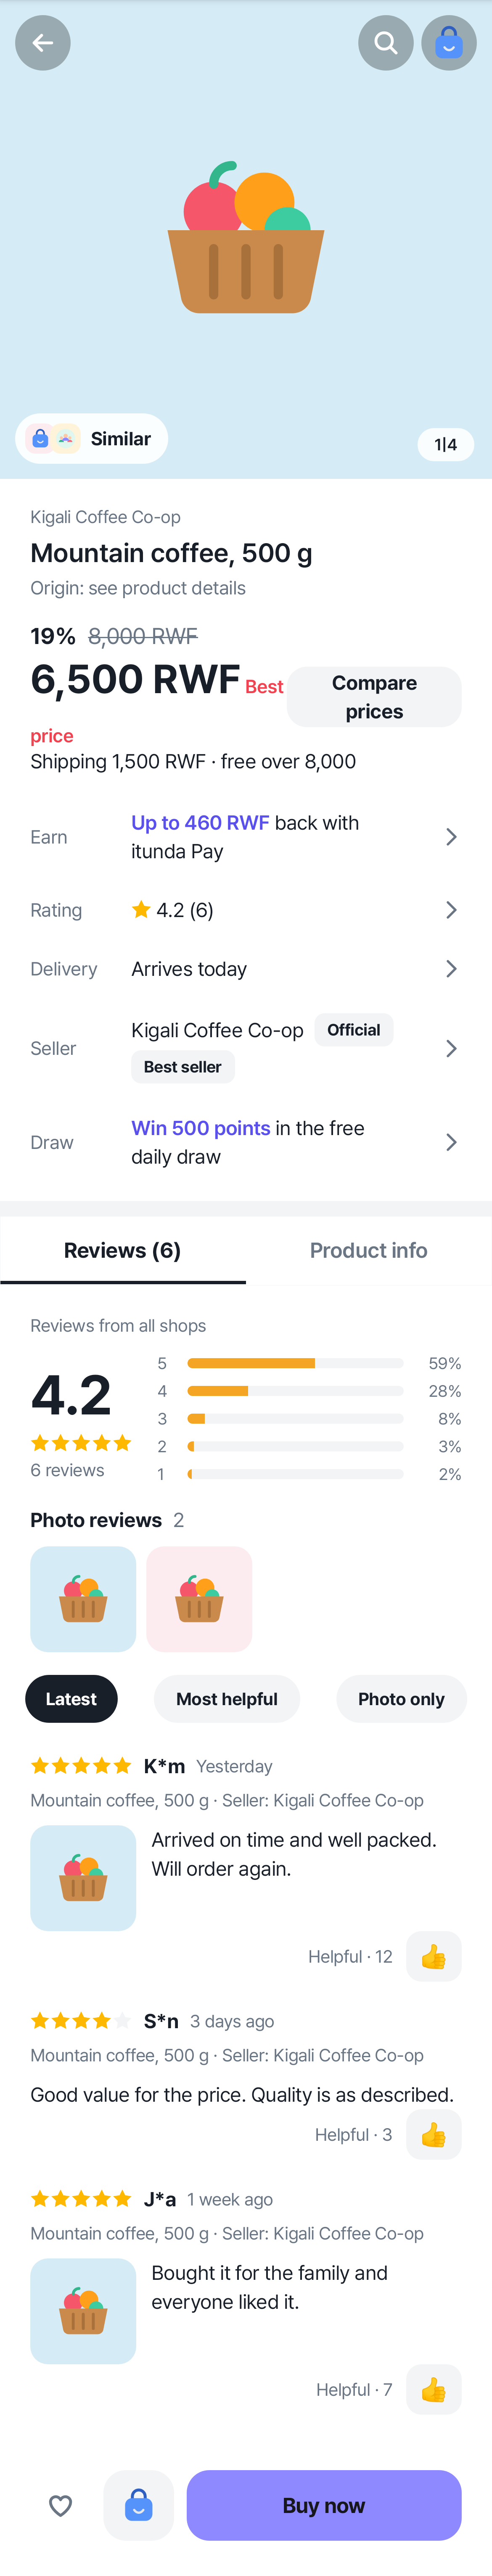 Similar
1|4
Kigali Coffee Co-op
Mountain coffee, 500 g
Origin: see product details
19% 8,000 RWF
6,500 RWF Best price
Compare prices
Shipping 1,500 RWF · free over 8,000
Earn
Up to 460 RWF back with
itunda Pay
Rating
4.2 (6)
Delivery
Arrives today
Seller
Kigali Coffee Co-op Official
Best seller
Draw
Win 500 points in the free
daily draw
Reviews (6)
Product info
Reviews from all shops
4.2
6 reviews
5 59%
4 28%
3 8%
2 3%
1 2%
Photo reviews 2
Latest
Most helpful
Photo only
K*m Yesterday
Mountain coffee, 500 g · Seller: Kigali Coffee Co-op
Arrived on time and well packed.
Will order again.
Helpful · 12
S*n 3 days ago
Mountain coffee, 500 g · Seller: Kigali Coffee Co-op
Good value for the price. Quality is as described.
Helpful · 3
J*a 1 week ago
Mountain coffee, 500 g · Seller: Kigali Coffee Co-op
Bought it for the family and
everyone liked it.
Helpful · 7
Buy now